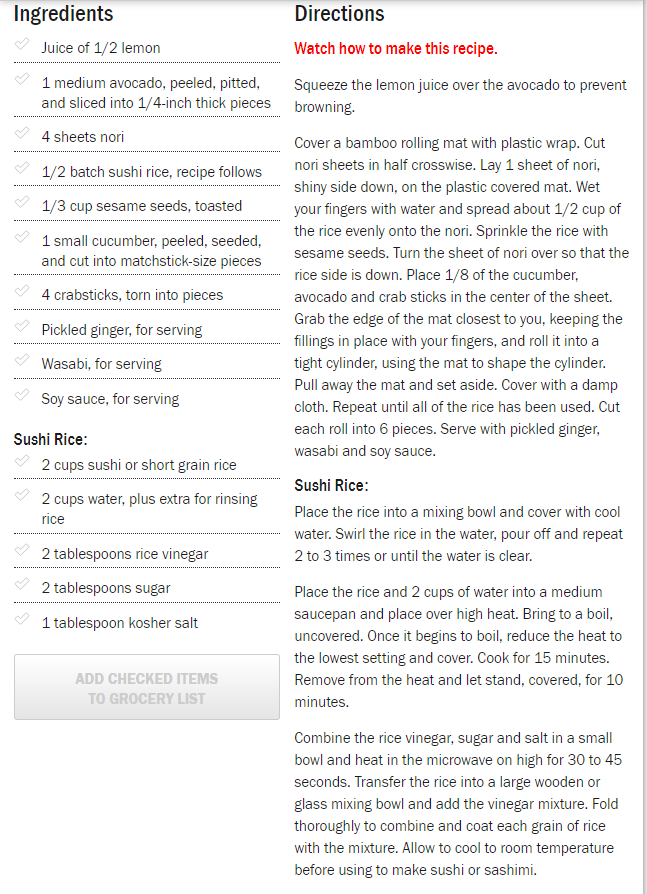 Ingredients
Juice of 1/2 lemon
1 medium avocado, peeled, pitted,
and sliced into 1/4-inch thick pieces
4 sheets nori
1/2 batch sushi rice, recipe follows
1/3 cup sesame seeds, toasted
1 small cucumber, peeled, seeded,
and cut into matchstick-size pieces
4 crabsticks, torn into pieces
Pickled ginger, for serving
Wasabi, for serving
Soy sauce, for serving
Sushi Rice:
2 cups sushi or short grain rice
2 cups water, plus extra for rinsing
rice
2 tablespoons rice vinegar
2 tablespoons sugar
1 tablespoon kosher salt
ADD CHECKED ITEMS
TO GROCERY LIST
Directions
Watch how to make this recipe.
Squeeze the lemon juice over the avocado to prevent
browning.
Cover a bamboo rolling mat with plastic wrap. Cut
nori sheets in half crosswise. Lay 1 sheet of nori,
shiny side down, on the plastic covered mat. Wet
your fingers with water and spread about 1/2 cup of
the rice evenly onto the nori. Sprinkle the rice with
sesame seeds. Turn the sheet of nori over so that the
rice side is down. Place 1/8 of the cucumber,
avocado and crab sticks in the center of the sheet.
Grab the edge of the mat closest to you, keeping the
fillings in place with your fingers, and roll it into a
tight cylinder, using the mat to shape the cylinder.
Pull away the mat and set aside. Cover with a damp
cloth. Repeat until all of the rice has been used. Cut
each roll into 6 pieces. Serve with pickled ginger,
wasabi and soy sauce.
Sushi Rice:
Place the rice into a mixing bowl and cover with cool
water. Swirl the rice in the water, pour off and repeat
2 to 3 times or until the water is clear.
Place the rice and 2 cups of water into a medium
saucepan and place over high heat. Bring to a boil,
uncovered. Once it begins to boil, reduce the heat to
the lowest setting and cover. Cook for 15 minutes.
Remove from the heat and let stand, covered, for 10
minutes.
Combine the rice vinegar, sugar and salt in a small
bowl and heat in the microwave on high for 30 to 45
seconds. Transfer the rice into a large wooden or
glass mixing bowl and add the vinegar mixture. Fold
thoroughly to combine and coat each grain of rice
with the mixture. Allow to cool to room temperature
before using to make sushi or sashimi.